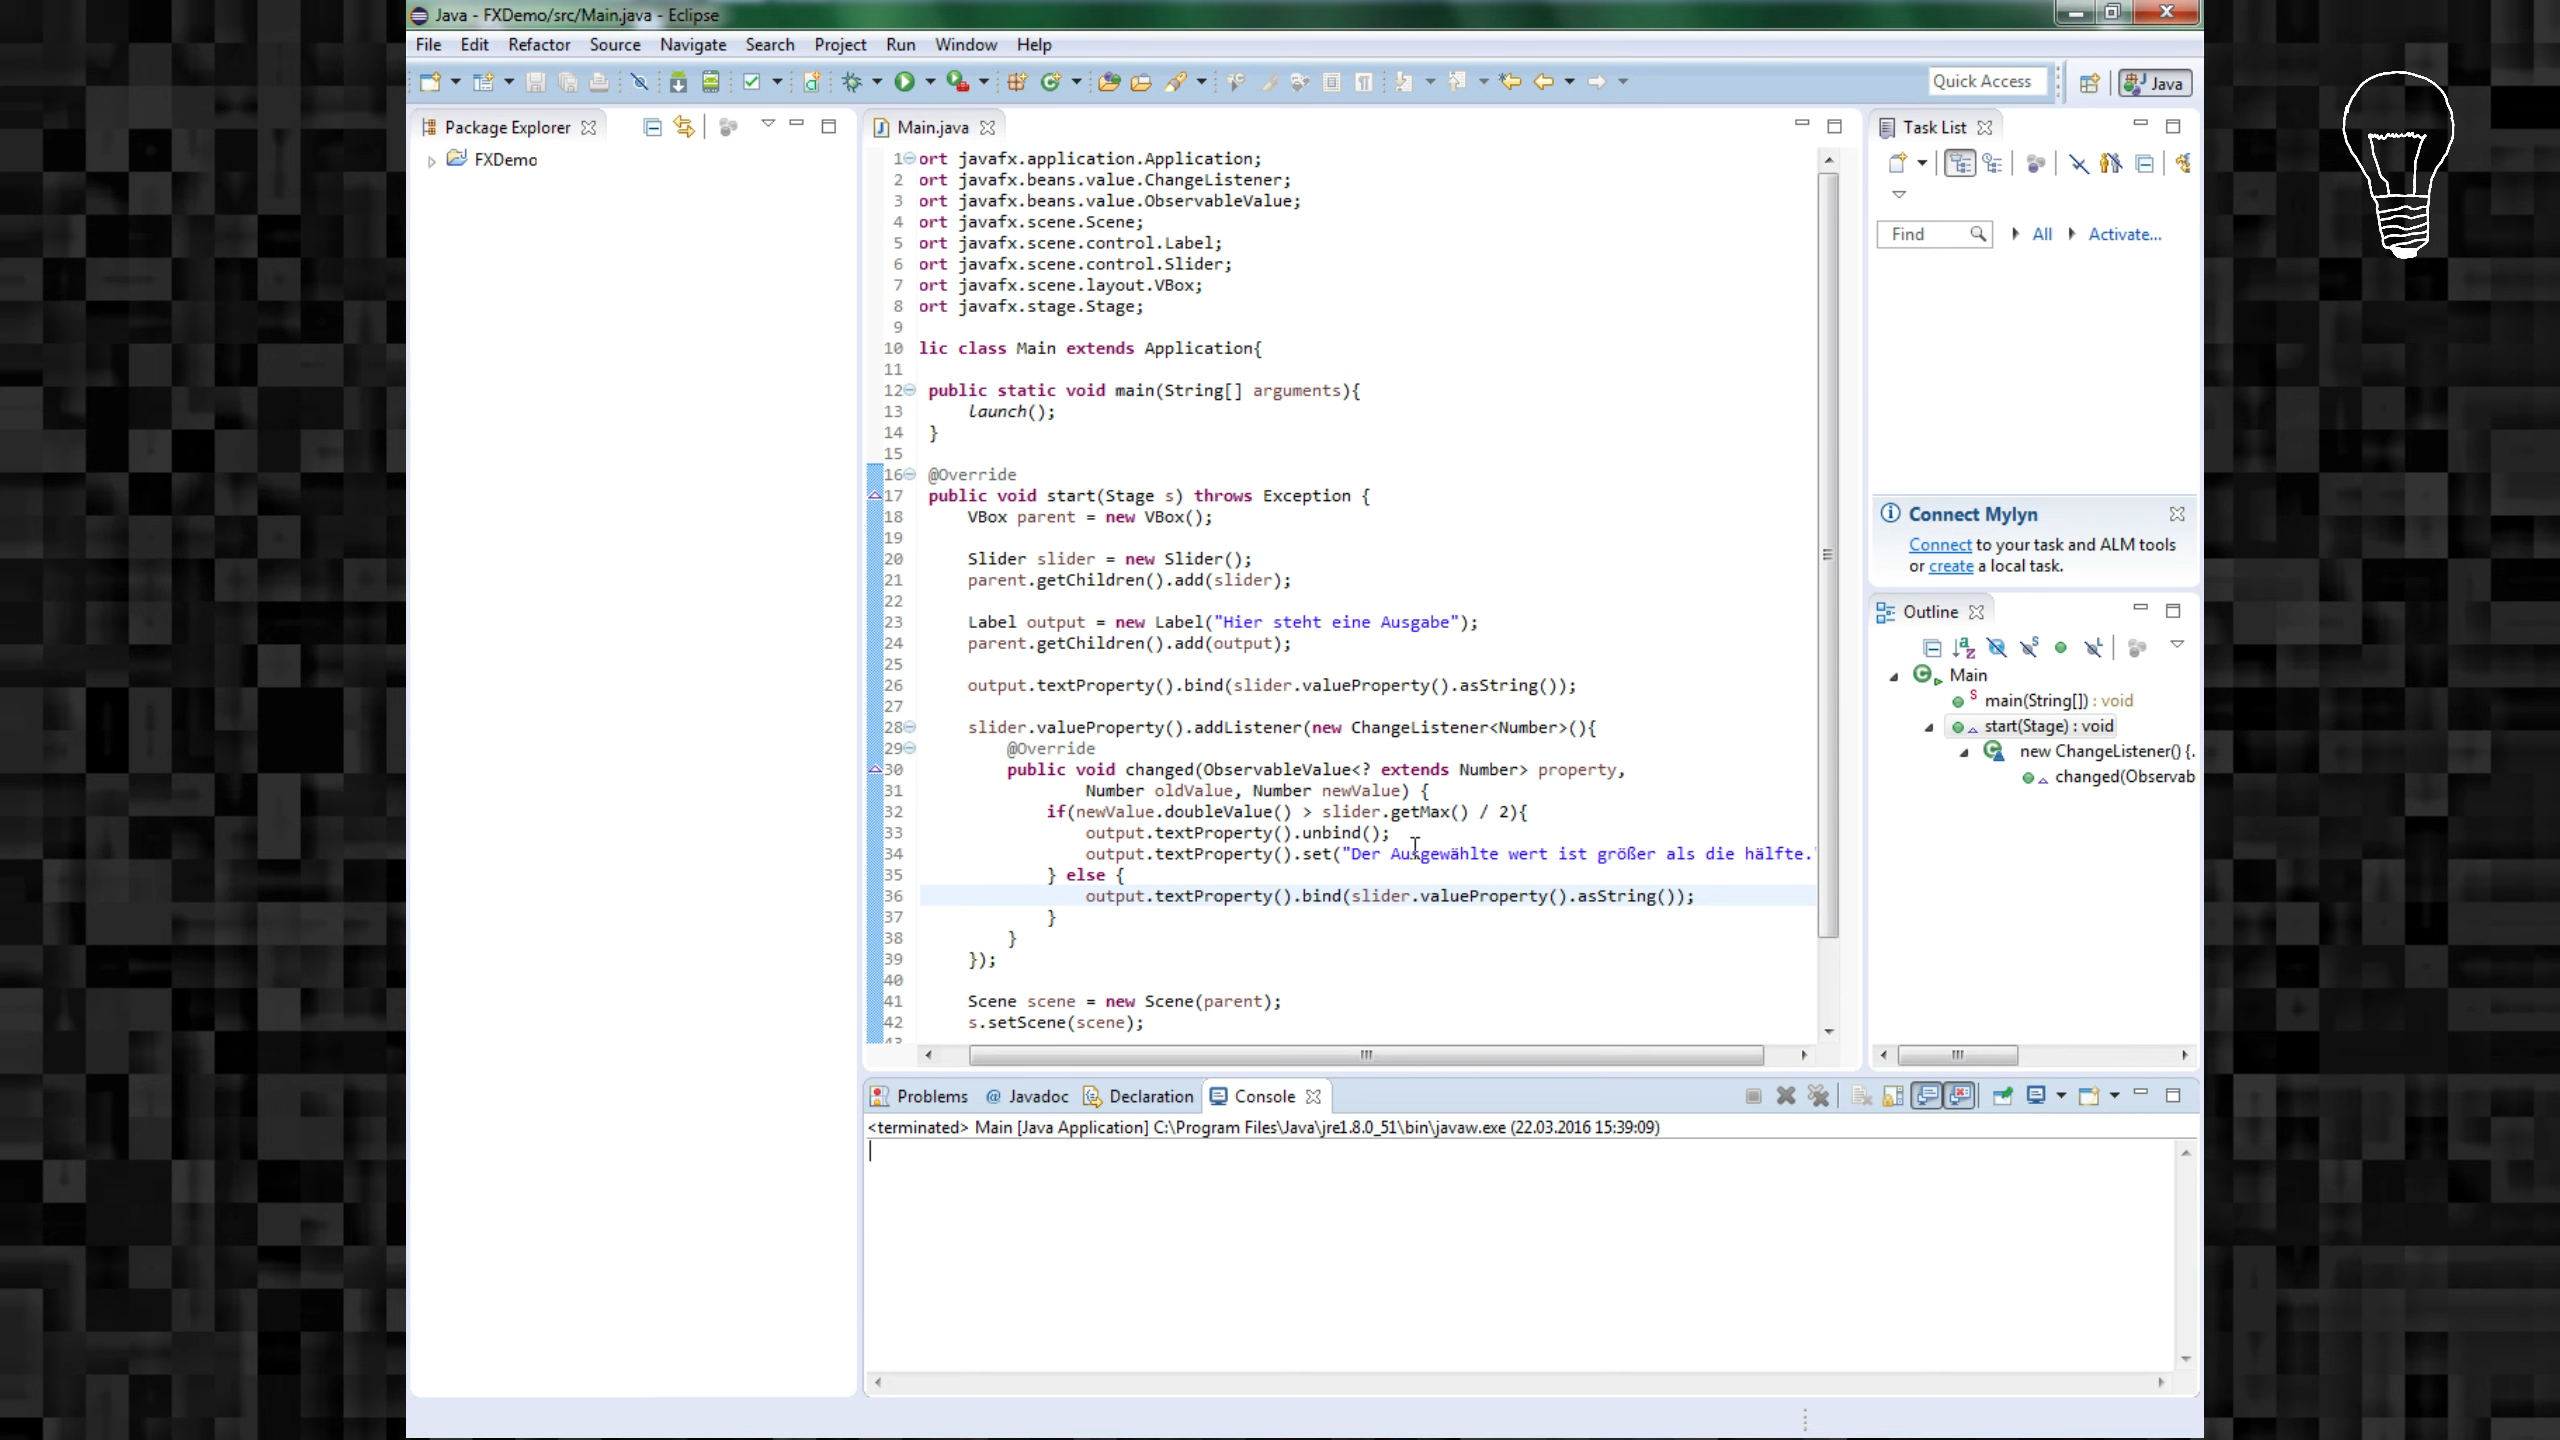 Java - FXDemo/src/Main.java - Eclipse
File Edit Refactor Source Navigate Search Project Run Window Help
Quick Access Java
Package Explorer
FXDemo
Main.java
1 ort javafx.application.Application;
2 ort javafx.beans.value.ChangeListener;
3 ort javafx.beans.value.ObservableValue;
4 ort javafx.scene.Scene;
5 ort javafx.scene.control.Label;
6 ort javafx.scene.control.Slider;
7 ort javafx.scene.layout.VBox;
8 ort javafx.stage.Stage;
9
10 lic class Main extends Application{
11
12 public static void main(String[] arguments){
13 launch();
14 }
15
16 @Override
17 public void start(Stage s) throws Exception {
18 VBox parent = new VBox();
19
20 Slider slider = new Slider();
21 parent.getChildren().add(slider);
22
23 Label output = new Label("Hier steht eine Ausgabe");
24 parent.getChildren().add(output);
25
26 output.textProperty().bind(slider.valueProperty().asString());
27
28 slider.valueProperty().addListener(new ChangeListener<Number>(){
29 @Override
30 public void changed(ObservableValue<? extends Number> property,
31 Number oldValue, Number newValue) {
32 if(newValue.doubleValue() > slider.getMax() / 2){
33 output.textProperty().unbind();
34 output.textProperty().set("Der Ausgewählte wert ist größer als die hälfte.
35 } else {
36 output.textProperty().bind(slider.valueProperty().asString());
37 }
38 }
39 });
40
41 Scene scene = new Scene(parent);
42 s.setScene(scene);
43
Task List
Find All Activate...
Connect Mylyn
Connect to your task and ALM tools
or create a local task.
Outline
Main
main(String[]) : void
start(Stage) : void
new ChangeListener() {.
changed(Observab
Problems @ Javadoc Declaration Console
<terminated> Main [Java Application] C:\Program Files\Java\jre1.8.0_51\bin\javaw.exe (22.03.2016 15:39:09)